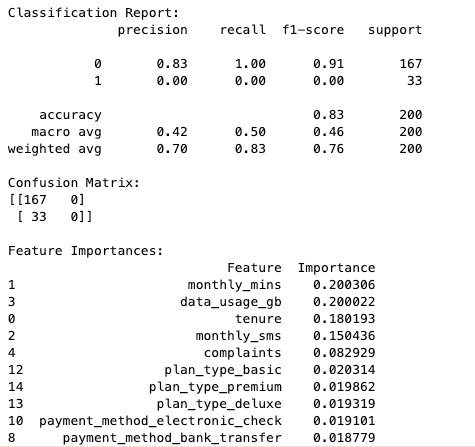 Classification Report:
precision recall f1-score support
0 0.83 1.00 0.91 167
1 0.00 0.00 0.00 33
accuracy 0.83 200
macro avg 0.42 0.50 0.46 200
weighted avg 0.70 0.83 0.76 200
Confusion Matrix:
[[167 0]
[ 33 0]]
Feature Importances:
Feature Importance
1 monthly_mins 0.200306
3 data_usage_gb 0.200022
0 tenure 0.180193
2 monthly_sms 0.150436
4 complaints 0.082929
12 plan_type_basic 0.020314
14 plan_type_premium 0.019862
13 plan_type_deluxe 0.019319
10 payment_method_electronic_check 0.019101
8 payment_method_bank_transfer 0.018779